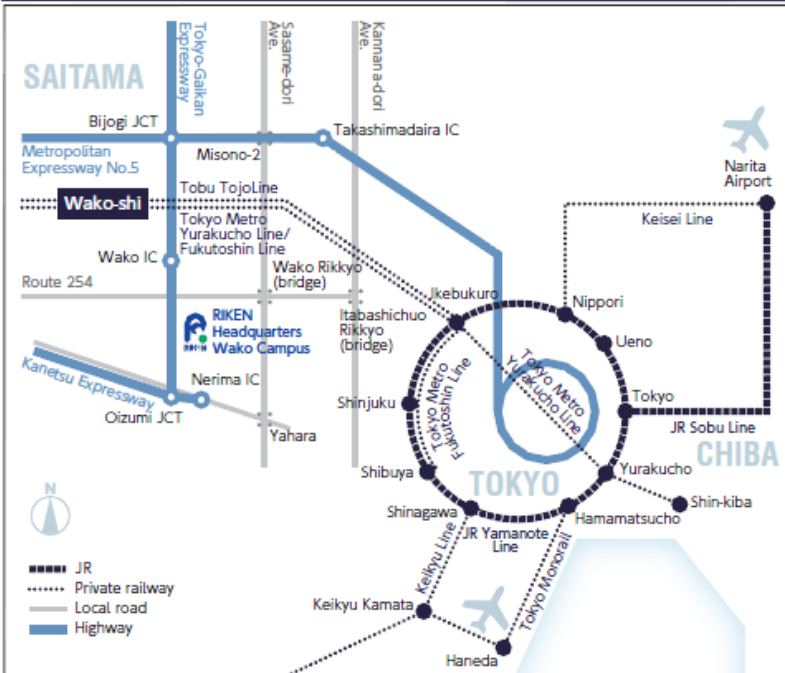 Tokyo-Gaikan
Expressway
Sasame-dori
Ave.
Kannana-dori
Ave.
SAITAMA
Bijogi JCT
Takashimadaira IC
Metropolitan
Expressway No.5
Misono-2
Narita
Airport
Wako-shi
Tobu TojoLine
Tokyo Metro
Yurakucho Line/
Fukutoshin Line
Keisei Line
Wako IC
Wako Rikkyo
(bridge)
Route 254
Ikebukuro
Nippori
RIKEN
RIKEN
Headquarters
Wako Campus
Itabashichuo
Rikkyo
(bridge)
Ueno
Kanetsu Expressway
Nerima IC
Oizumi JCT
Yahara
Shinjuku
Tokyo Metro
Fukutoshin Line
Tokyo Metro
Yurakucho Line
Tokyo
JR Sobu Line
CHIBA
Shibuya
TOKYO
Yurakucho
Shin-kiba
Shinagawa
JR Yamanote
Line
Hamamatsucho
N
Keikyu Line
Tokyo Monorail
JR
Private railway
Local road
Highway
Keikyu Kamata
Haneda